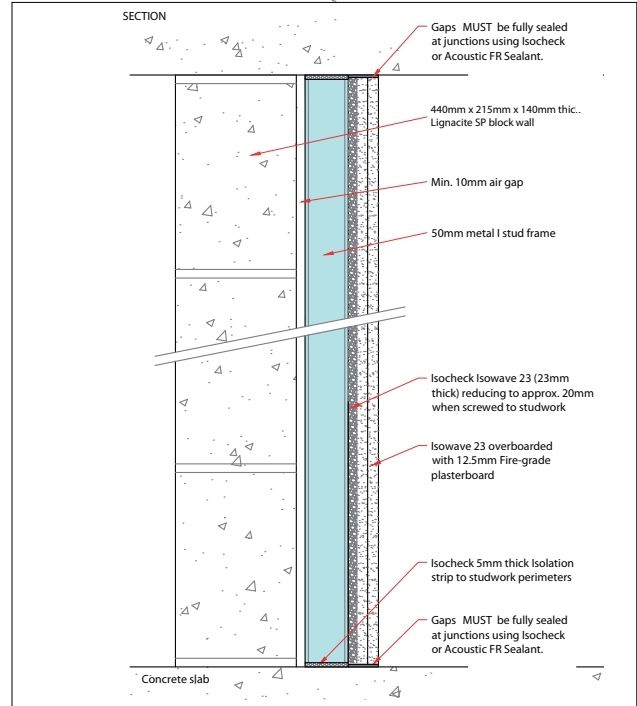 SECTION
Gaps MUST be fully sealed
at junctions using Isocheck
or Acoustic FR Sealant.
440mm x 215mm x 140mm thic..
Lignacite SP block wall
Min. 10mm air gap
50mm metal I stud frame
Isocheck Isowave 23 (23mm
thick) reducing to approx. 20mm
when screwed to studwork
Isowave 23 overboarded
with 12.5mm Fire-grade
plasterboard
Isocheck 5mm thick Isolation
strip to studwork perimeters
Gaps MUST be fully sealed
at junctions using Isocheck
or Acoustic FR Sealant.
Concrete slab